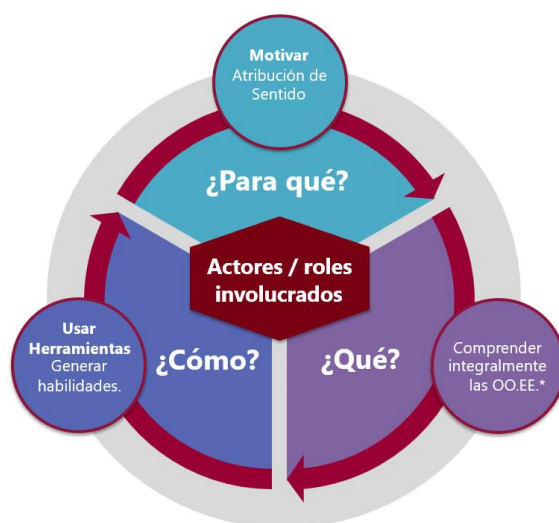 Motivar
Atribución de
Sentido
¿Para qué?
Actores / roles
involucrados
Usar
Herramientas
Generar
habilidades.
¿Cómo?
¿Qué?
Comprender
integralmente
las OO.EE.*